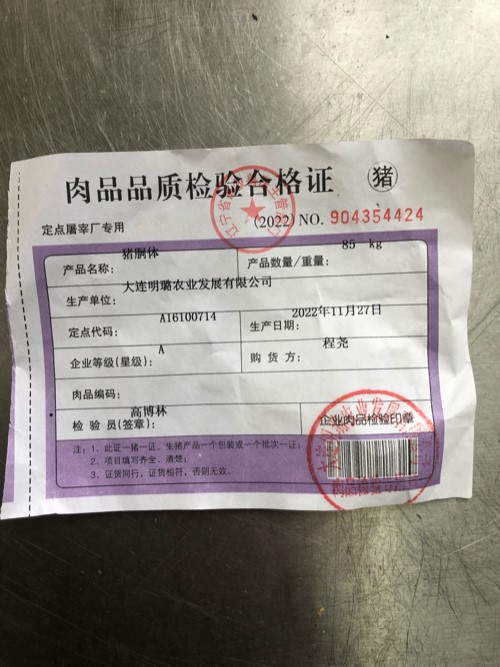 肉品品质检验合格证 猪
定点屠宰厂专用 (2022) NO. 904354424
产品名称: 猪胴体 产品数量/重量: 85 kg
生产单位: 大连明璐农业发展有限公司
定点代码: A16100714 生产日期: 2022年11月27日
企业等级(星级): A 购货方: 程尧
肉品编码:
检验员(签章): 高博林 企业肉品检验印章
注: 1、此证一猪一证、生猪产品一个包装或一个批次一证;
2、项目填写齐全、清楚;
3、证货同行, 证货相符, 否则无效。